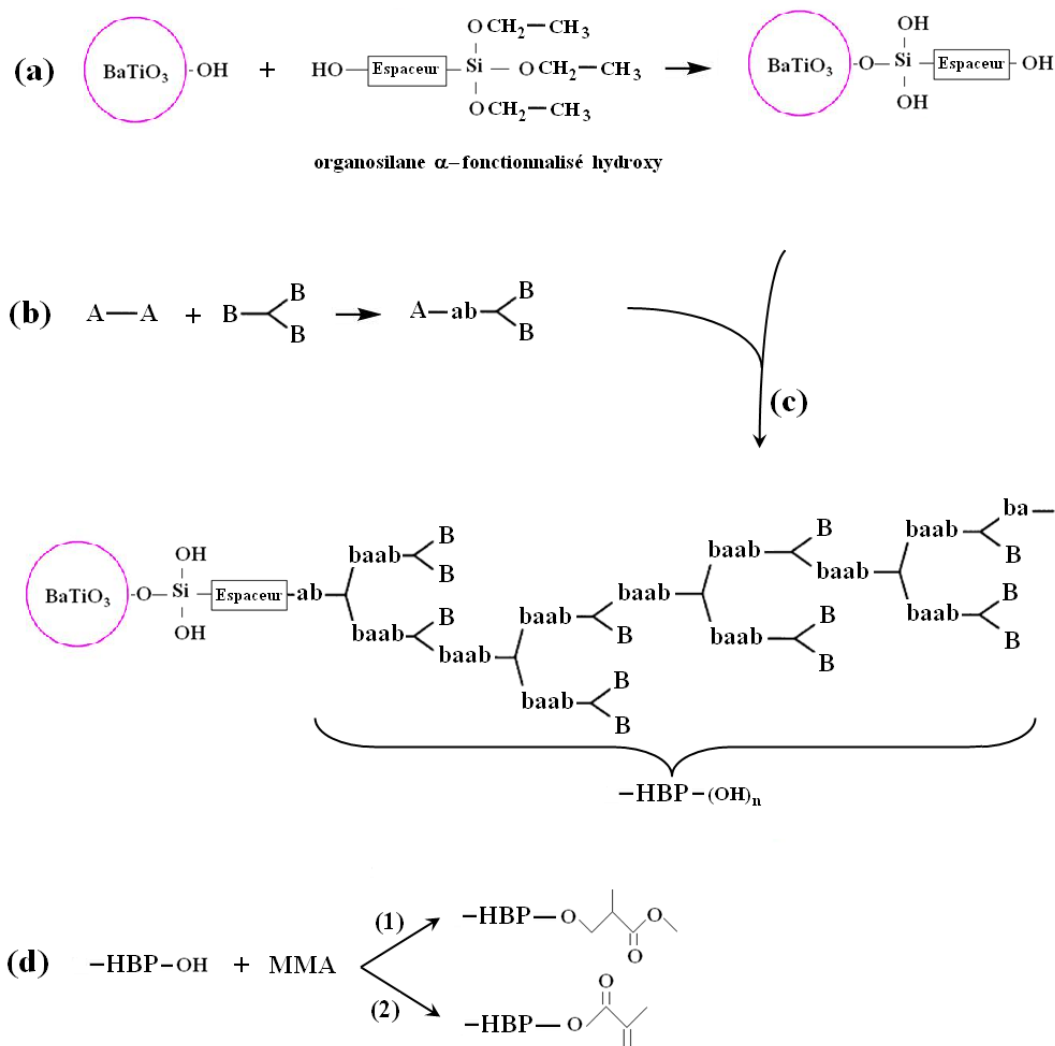 (a) BaTiO3 -OH + HO— Espaceur —Si— O CH2—CH3 → BaTiO3 -O— Si— Espaceur —OH
O CH2—CH3
OCH2—CH3
OH
OH
organosilane α–fonctionnalisé hydroxy
(b) A—A + B B B → A—ab B B
(c)
BaTiO3 -O— Si— Espaceur -ab
OH
OH
baab B B
baab B
baab
baab B
baab B B
baab
baab B
baab B B
baab
baab B
ba—
baab B B
–HBP–(OH)n
(d) –HBP–OH + MMA
(1) –HBP—O O O
(2) –HBP—O O